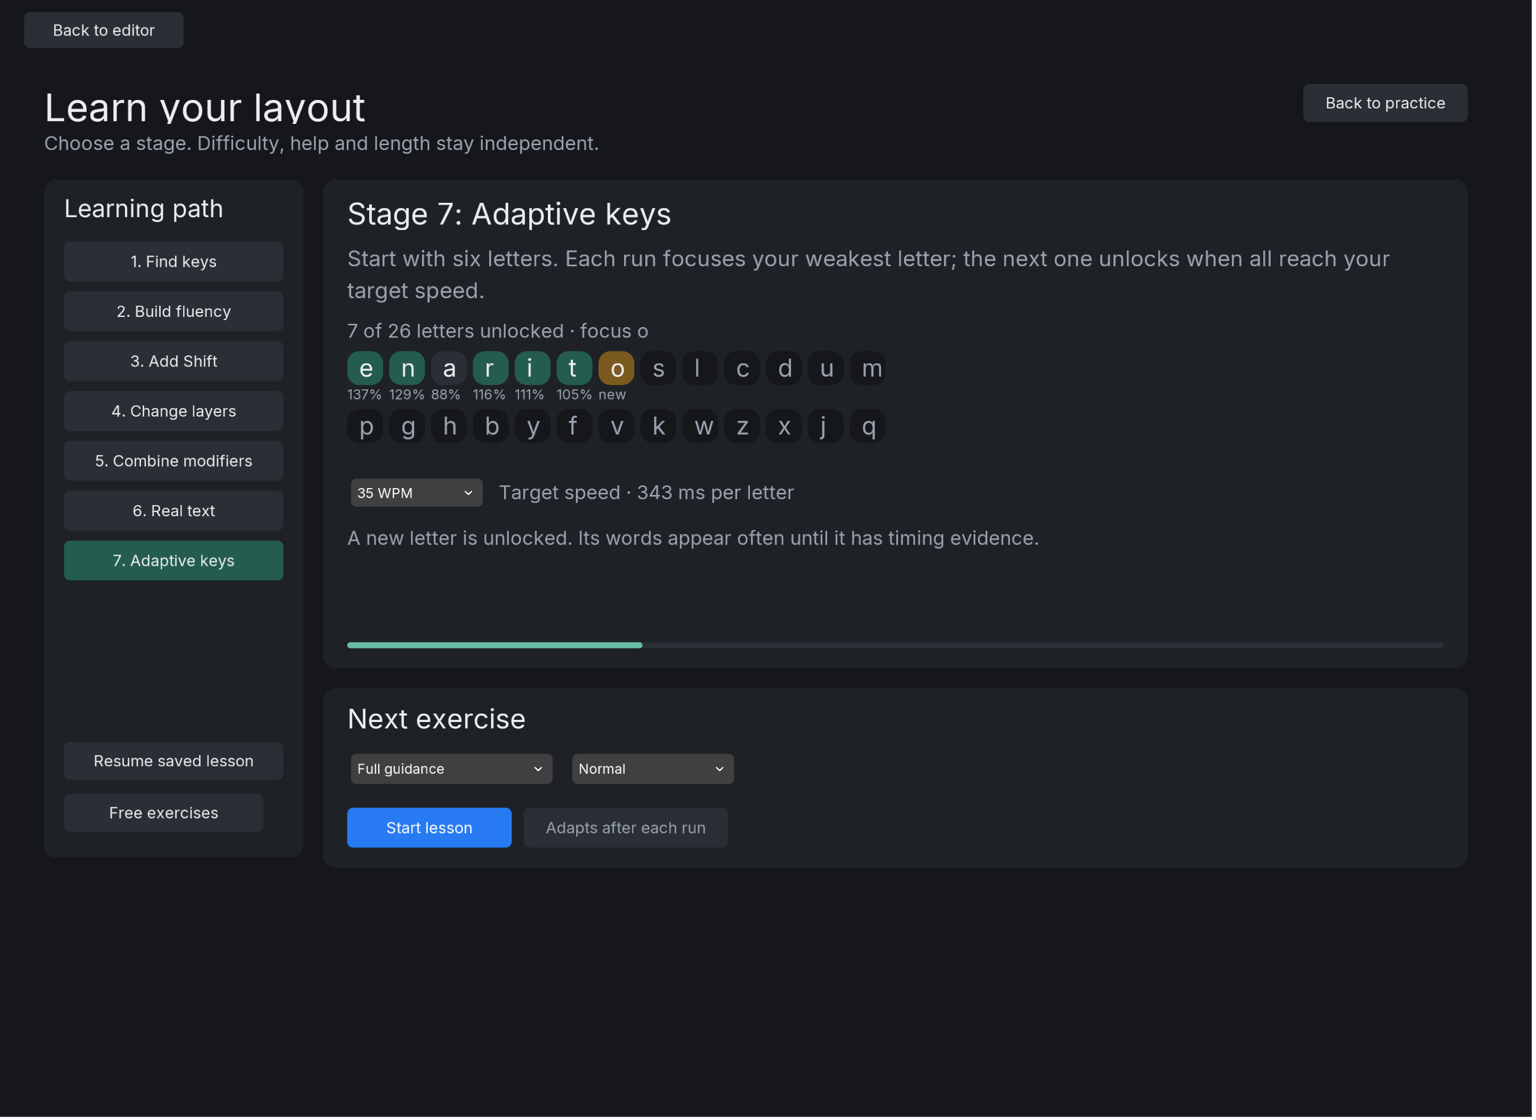 Back to editor
Learn your layout
Back to practice
Choose a stage. Difficulty, help and length stay independent.
Learning path
1. Find keys
2. Build fluency
3. Add Shift
4. Change layers
5. Combine modifiers
6. Real text
7. Adaptive keys
Resume saved lesson
Free exercises
Stage 7: Adaptive keys
Start with six letters. Each run focuses your weakest letter; the next one unlocks when all reach your
target speed.
7 of 26 letters unlocked · focus o
e n a r i t o s l c d u m
137% 129% 88% 116% 111% 105% new
p g h b y f v k w z x j q
35 WPM Target speed · 343 ms per letter
A new letter is unlocked. Its words appear often until it has timing evidence.
Next exercise
Full guidance Normal
Start lesson Adapts after each run